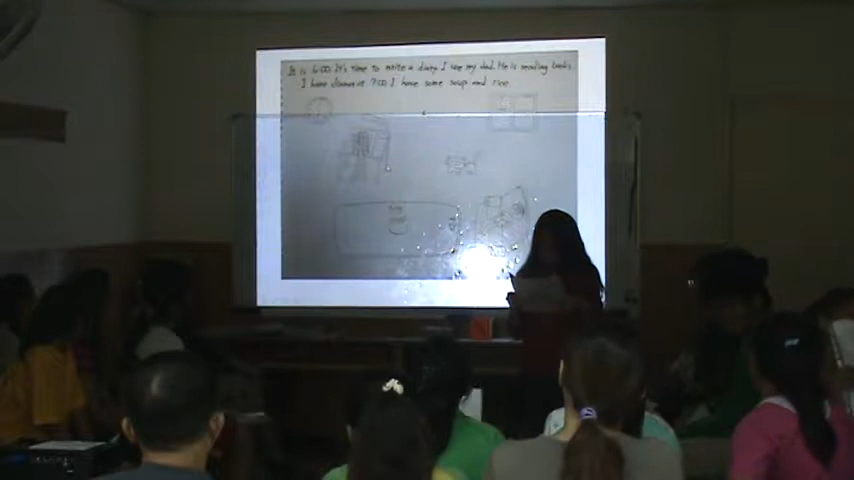 It is 6:00. It's time to write a diary. I see my dad. He is reading books.
I have dinner at 7:00. I have some soup and rice.